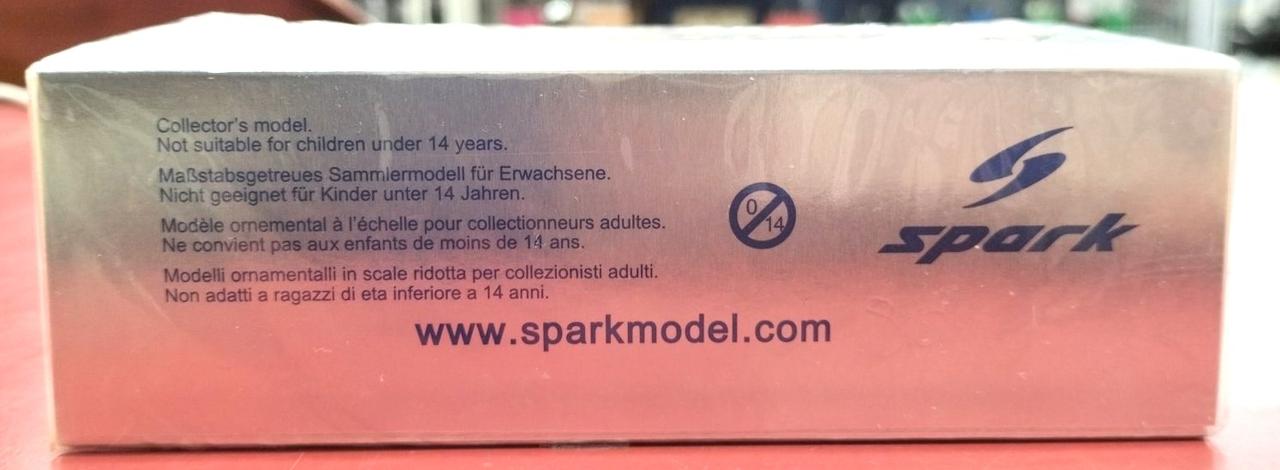 Collector's model.
Not suitable for children under 14 years.
Maßstabsgetreues Sammlermodell für Erwachsene.
Nicht geeignet für Kinder unter 14 Jahren.
Modèle ornemental à l'échelle pour collectionneurs adultes.
Ne convient pas aux enfants de moins de 14 ans.
Modelli ornamentalli in scale ridotta per collezionisti adulti.
Non adatti a ragazzi di eta inferiore a 14 anni.
0
14
spark
www.sparkmodel.com